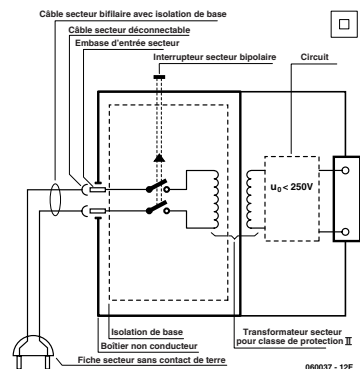 Câble secteur bifilaire avec isolation de base
Câble secteur déconnectable
Embase d'entrée secteur
Interrupteur secteur bipolaire
Circuit
u0 < 250V
Isolation de base
Boîtier non conducteur
Fiche secteur sans contact de terre
Transformateur secteur
pour classe de protection II
060037 - 12F